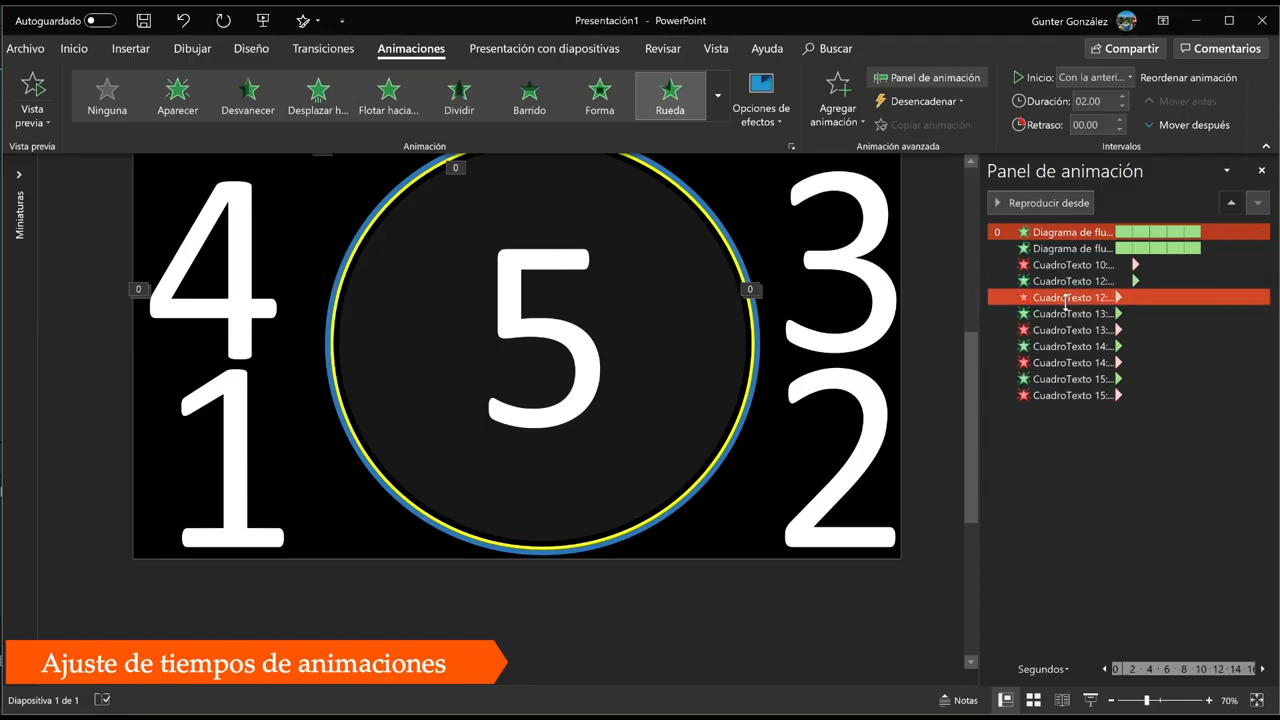 Autoguardado
Presentación1 - PowerPoint
Gunter González
Archivo Inicio Insertar Dibujar Diseño Transiciones Animaciones Presentación con diapositivas Revisar Vista Ayuda Buscar Compartir Comentarios
Vista previa
Ninguna Aparecer Desvanecer Desplazar h... Flotar hacia... Dividir Barrido Forma Rueda
Opciones de efectos
Agregar animación
Panel de animación
Desencadenar
Copiar animación
Inicio: Con la anteri...
Duración: 02.00
Retraso: 00.00
Reordenar animación
Mover antes
Mover después
Vista previa Animación Animación avanzada Intervalos
Miniaturas
0
0
0
4 5 3
1 2
Panel de animación
Reproducir desde
0 Diagrama de flu...
Diagrama de flu...
CuadroTexto 10:...
CuadroTexto 12:...
CuadroTexto 12:...
CuadroTexto 13:...
CuadroTexto 13:...
CuadroTexto 14:...
CuadroTexto 14:...
CuadroTexto 15:...
CuadroTexto 15:...
Ajuste de tiempos de animaciones
Segundos 0 2 4 6 8 10 12 14 16
Diapositiva 1 de 1
Notas
70%